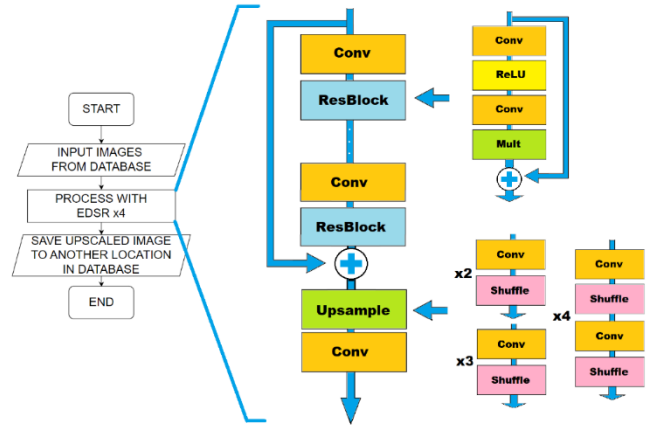 START
INPUT IMAGES
FROM DATABASE
PROCESS WITH
EDSR x4
SAVE UPSCALED IMAGE
TO ANOTHER LOCATION
IN DATABASE
END
Conv
ResBlock
Conv
ResBlock
Upsample
Conv
Conv
ReLU
Conv
Mult
x2
Conv
Shuffle
x3
Conv
Shuffle
x4
Conv
Shuffle
Conv
Shuffle